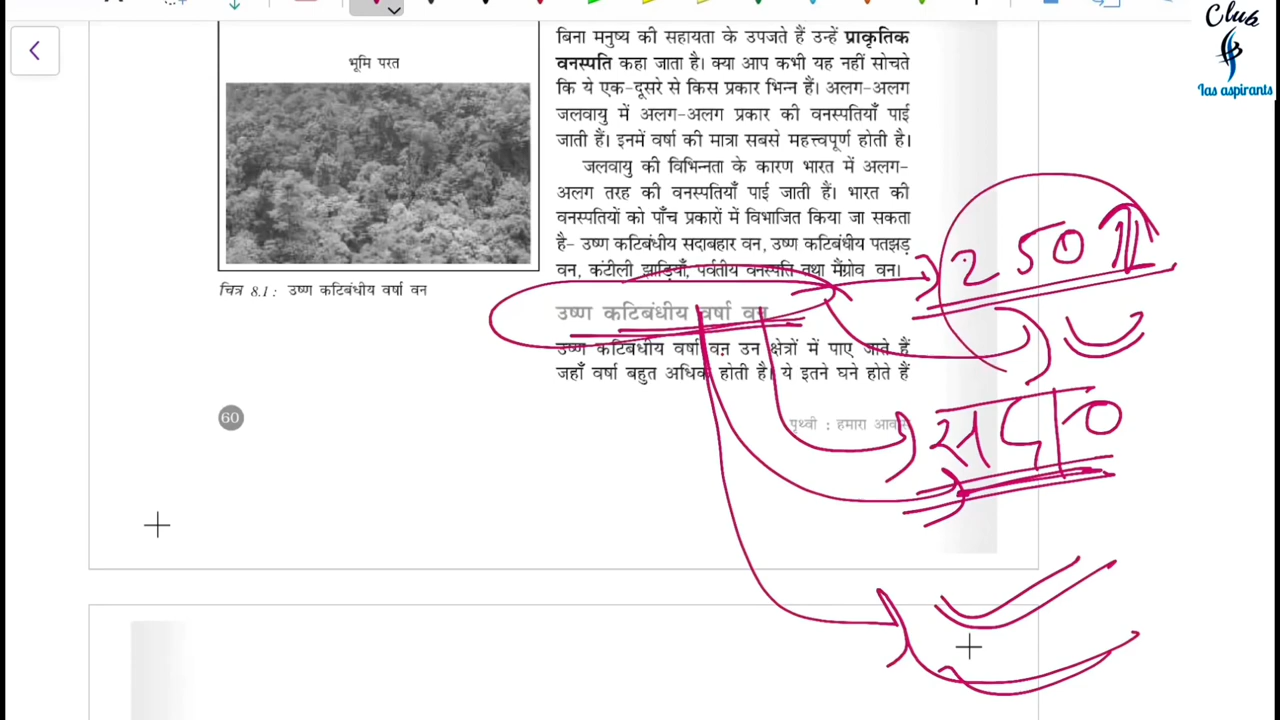 Club
Ias aspirants
भूमि परत
चित्र 8.1: उष्ण कटिबंधीय वर्षा वन
60
बिना मनुष्य की सहायता के उपजते हैं उन्हें प्राकृतिक
वनस्पति कहा जाता है। क्या आप कभी यह नहीं सोचते
कि ये एक-दूसरे से किस प्रकार भिन्न हैं। अलग-अलग
जलवायु में अलग-अलग प्रकार की वनस्पतियाँ पाई
जाती हैं। इनमें वर्षा की मात्रा सबसे महत्त्वपूर्ण होती है।
जलवायु की विभिन्नता के कारण भारत में अलग-
अलग तरह की वनस्पतियाँ पाई जाती हैं। भारत की
वनस्पतियों को पाँच प्रकारों में विभाजित किया जा सकता
है- उष्ण कटिबंधीय सदाबहार वन, उष्ण कटिबंधीय पतझड़
वन, कंटीली झाड़ियाँ, पर्वतीय वनस्पति तथा मैंग्रोव वन।
उष्ण कटिबंधीय वर्षा वन
उष्ण कटिबंधीय वर्षा वन उन क्षेत्रों में पाए जाते हैं
जहाँ वर्षा बहुत अधिक होती है। ये इतने घने होते हैं
पृथ्वी : हमारा आवास
250
सदा०